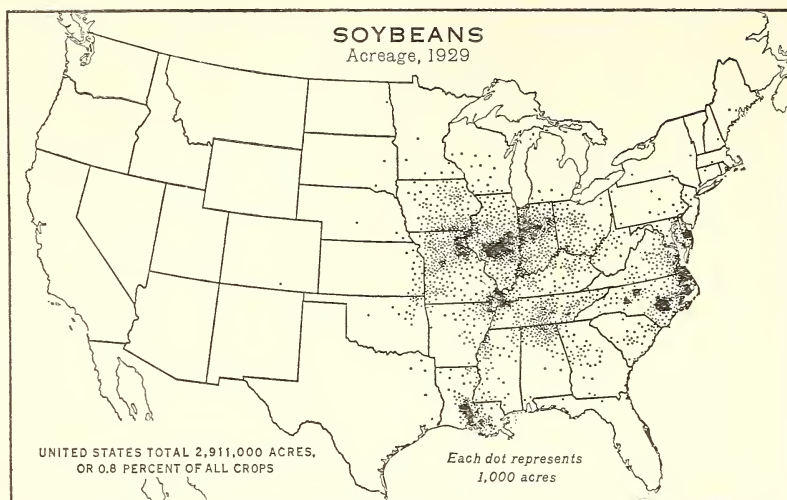 SOYBEANS
Acreage, 1929
UNITED STATES TOTAL 2,911,000 ACRES,
OR 0.8 PERCENT OF ALL CROPS
Each dot represents
1,000 acres